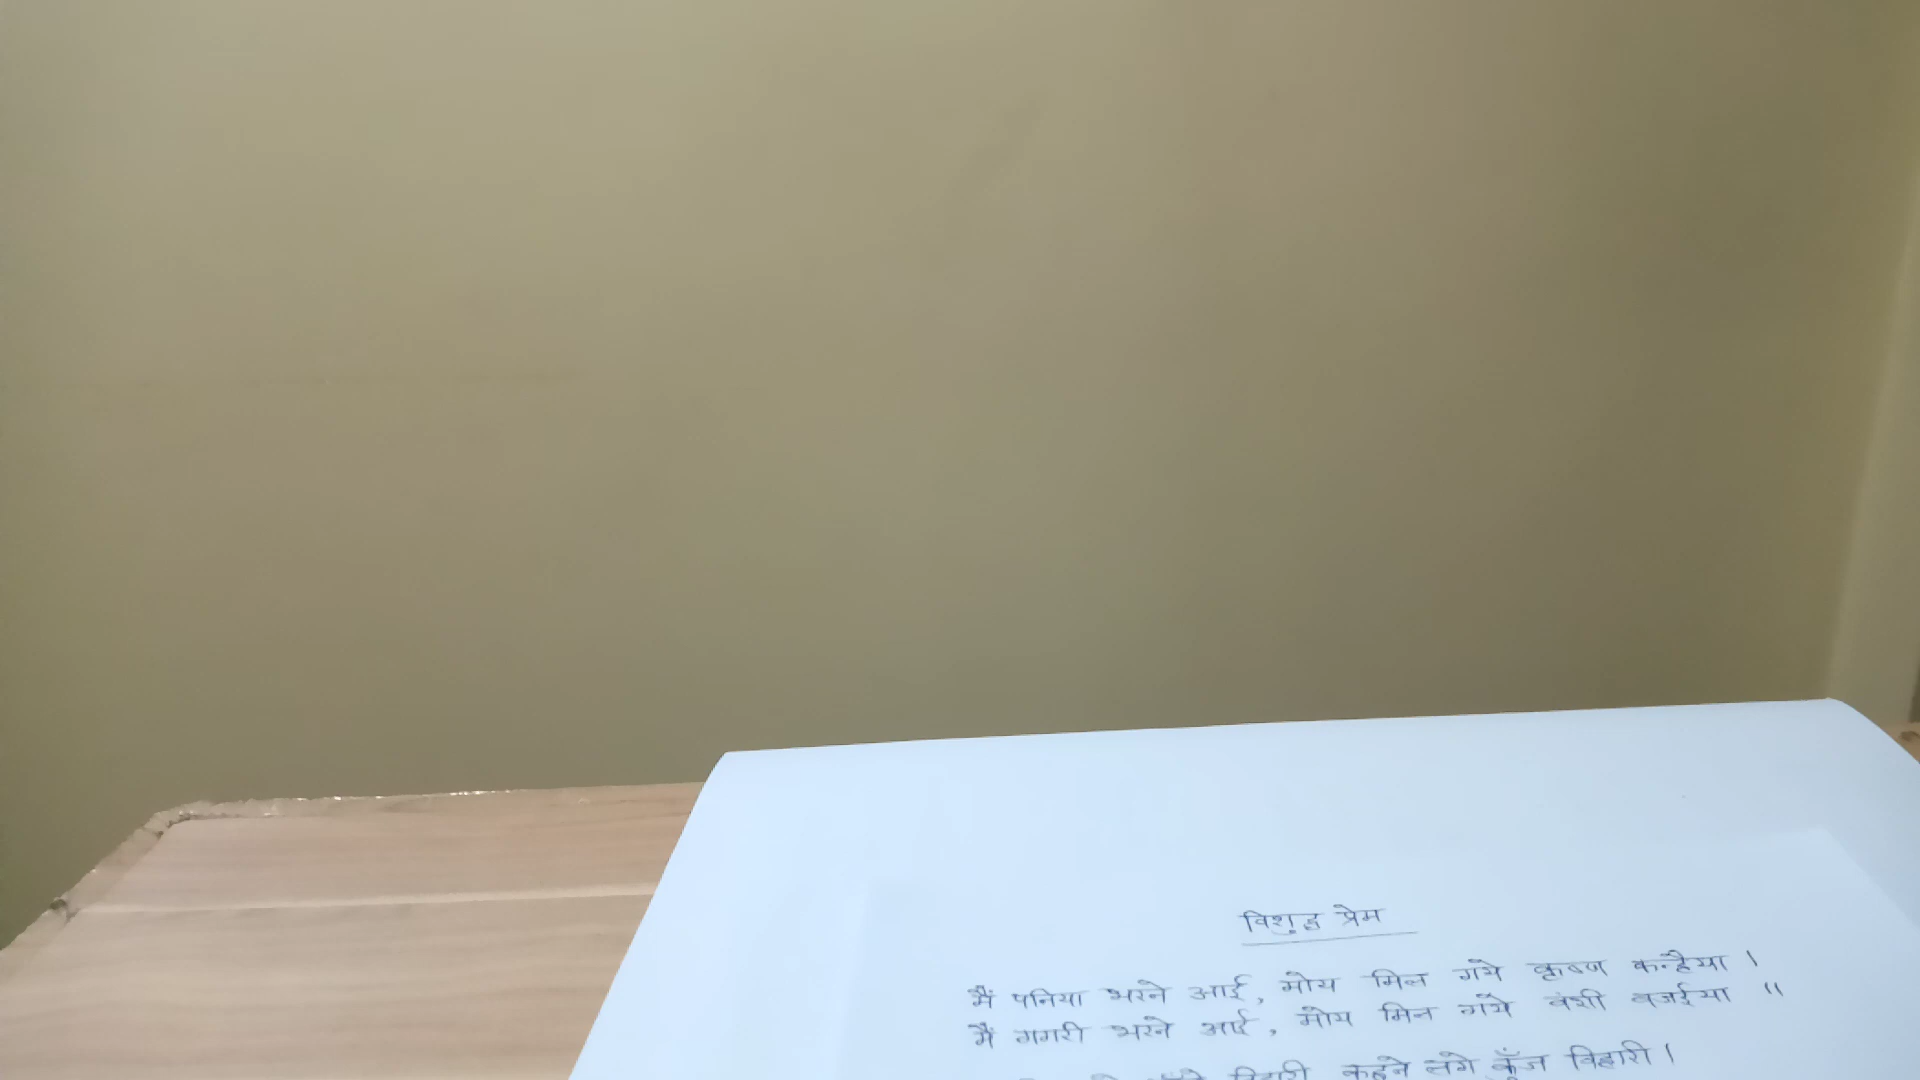 विशुद्ध प्रेम
मैं पनिया भरने आई, मोय मिल गये कृष्ण कन्हैया ।
मैं गगरी भरने आई, मोय मिल गये बंशी बजईया ॥
बिहारी कहने लगे कुँज बिहारी ।